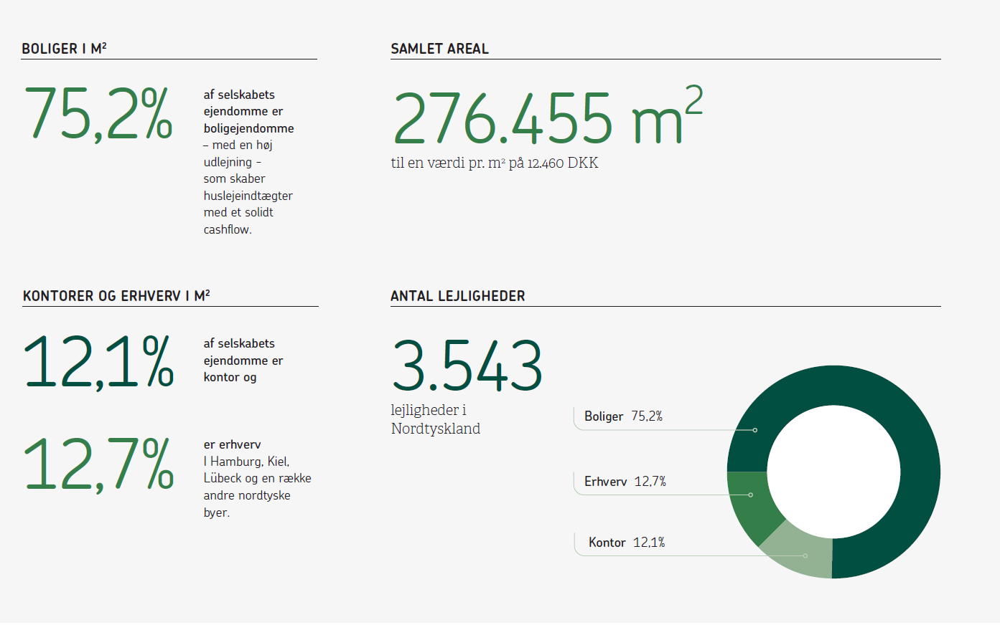 BOLIGER I M²
75,2%
af selskabets
ejendomme er
boligejendomme
– med en høj
udlejning –
som skaber
huslejeindtægter
med et solidt
cashflow.
SAMLET AREAL
276.455 m²
til en værdi pr. m² på 12.460 DKK
KONTORER OG ERHVERV I M²
12,1%
af selskabets
ejendomme er
kontor og
12,7%
er erhverv
I Hamburg, Kiel,
Lübeck og en række
andre nordtyske
byer.
ANTAL LEJLIGHEDER
3.543
lejligheder i
Nordtyskland
Boliger 75,2%
Erhverv 12,7%
Kontor 12,1%